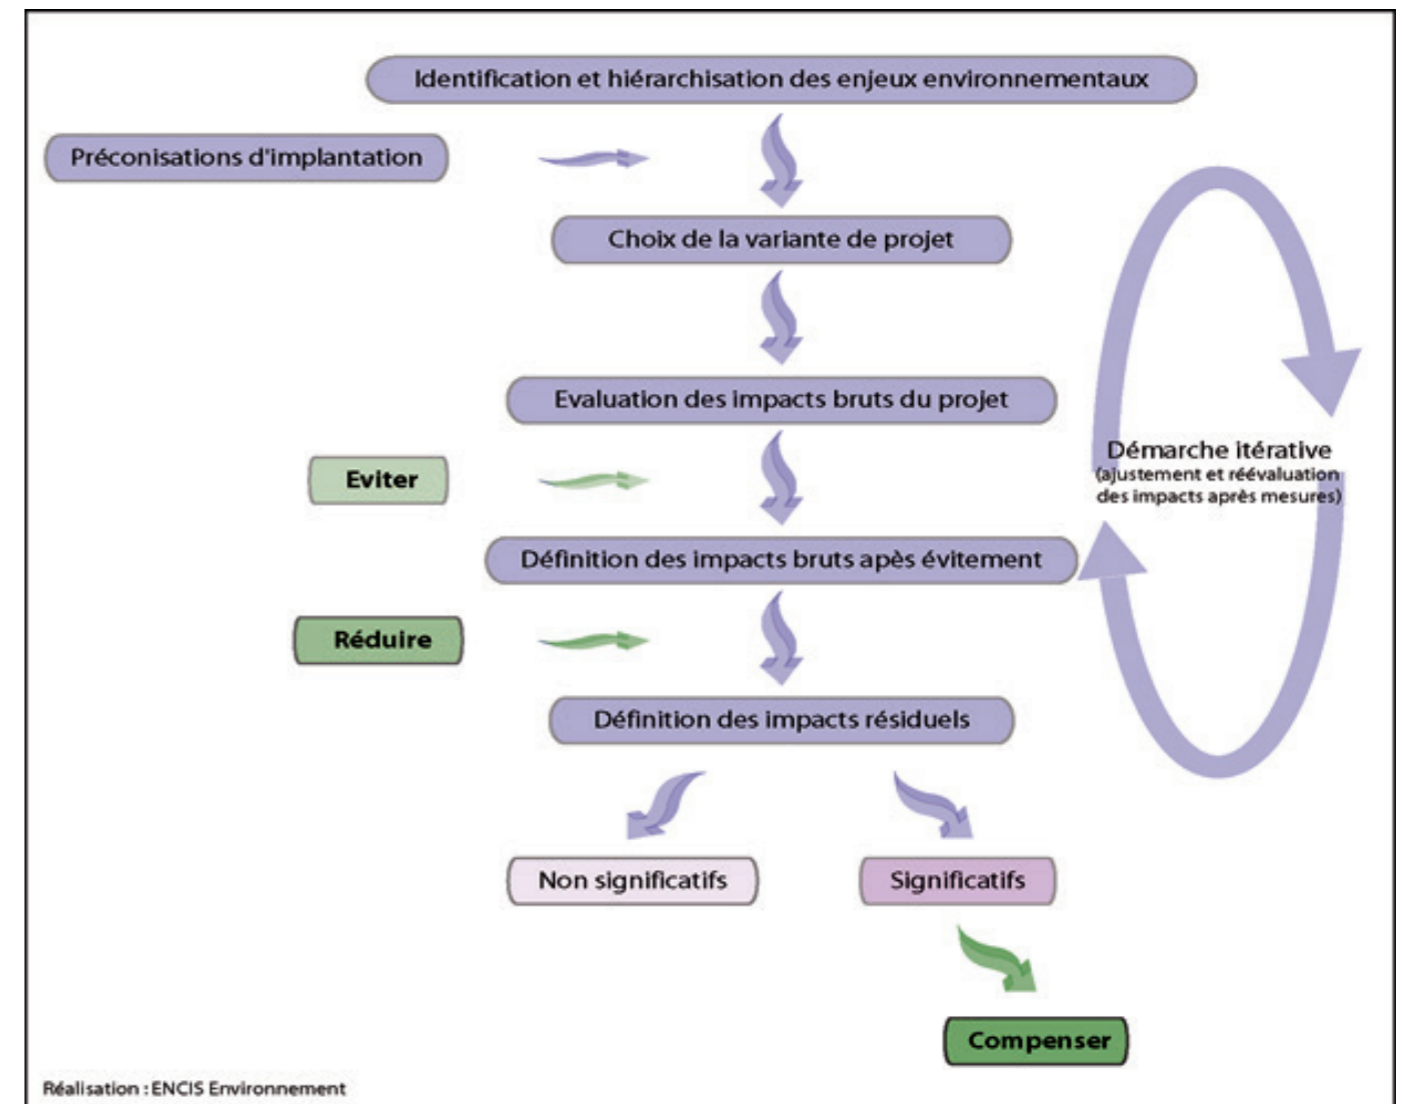 Identification et hiérarchisation des enjeux environnementaux
Préconisations d'implantation
Choix de la variante de projet
Evaluation des impacts bruts du projet
Démarche itérative
(ajustement et réévaluation
des impacts après mesures)
Eviter
Définition des impacts bruts apès évitement
Réduire
Définition des impacts résiduels
Non significatifs
Significatifs
Compenser
Réalisation : ENCIS Environnement